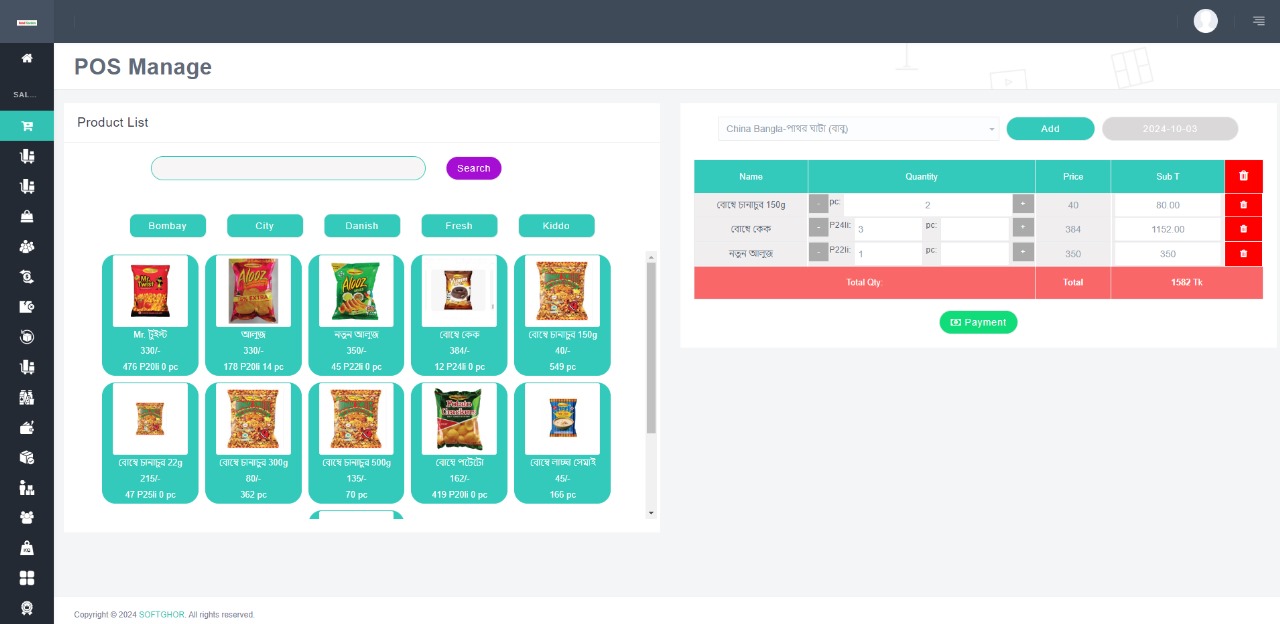 POS Manage
SAL...
Product List
Search
Bombay
City
Danish
Fresh
Kiddo
Mr. টুইস্ট
330/-
476 P20li 0 pc
আলুজ
330/-
178 P20li 14 pc
নতুন আলুজ
350/-
45 P22li 0 pc
বোম্বে কেক
384/-
12 P24li 0 pc
বোম্বে চানাচুর 150g
40/-
549 pc
বোম্বে চানাচুর 22g
215/-
47 P25li 0 pc
বোম্বে চানাচুর 300g
80/-
362 pc
বোম্বে চানাচুর 500g
135/-
70 pc
বোম্বে পটেটো
162/-
419 P20li 0 pc
বোম্বে লাচ্ছা সেমাই
45/-
166 pc
China Bangla-পাথর ঘাটা (বাবু)
Add
2024-10-03
Name Quantity Price Sub T
বোম্বে চানাচুর 150g - pc: 2 + 40 80.00
বোম্বে কেক - P24li: 3 pc: + 384 1152.00
নতুন আলুজ - P22li: 1 pc: + 350 350
Total Qty: Total 1582 Tk
Payment
Copyright © 2024 SOFTGHOR. All rights reserved.